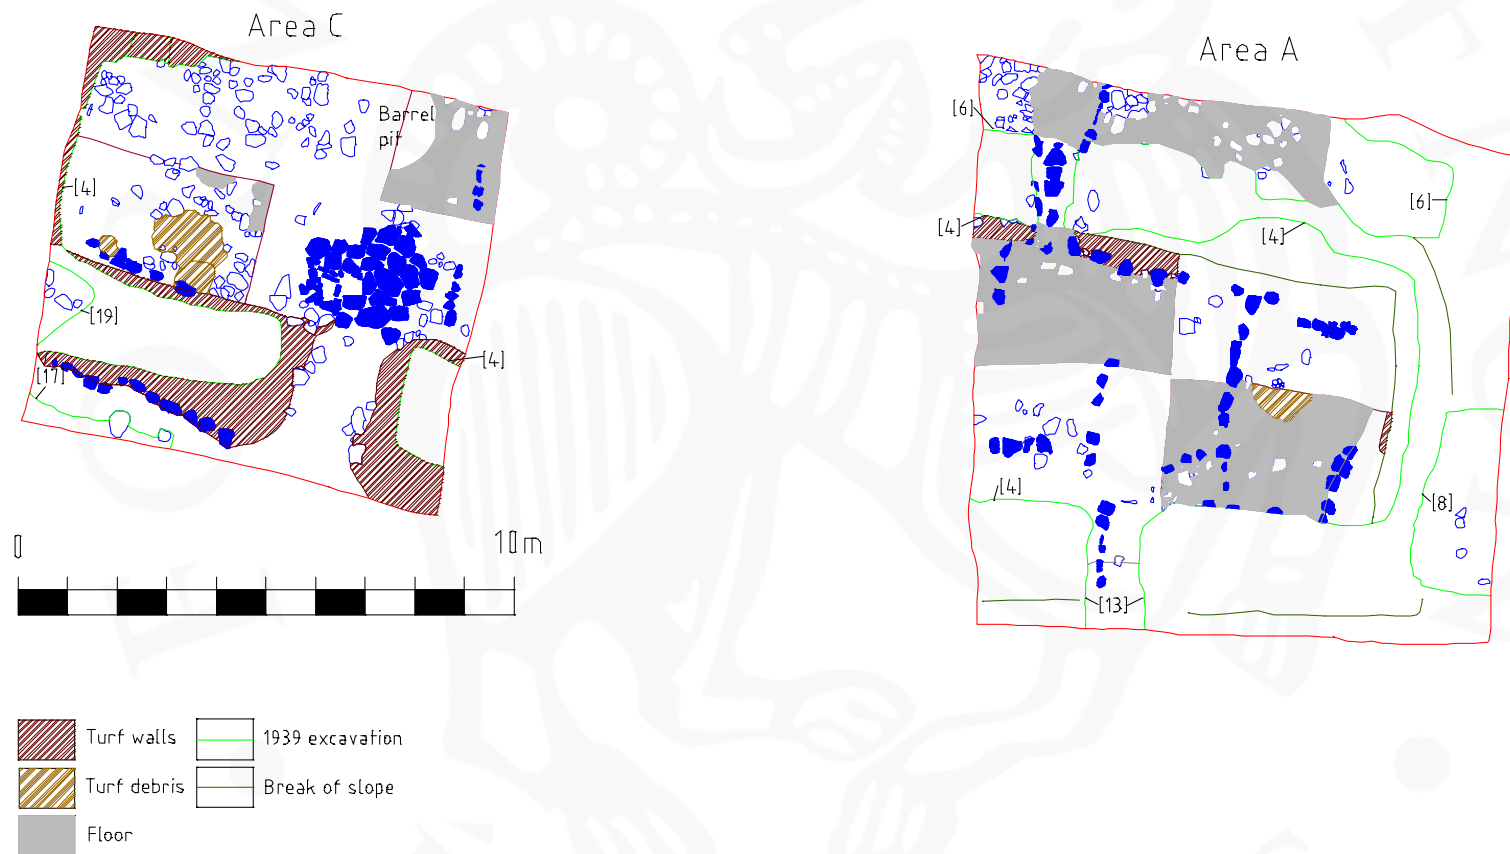 Area C
Area A
Barrel
pit
[6]
[4]
[6]
[4]
[4]
[19]
[4]
[17]
[4]
[8]
[13]
0
10m
Turf walls
1939 excavation
Turf debris
Break of slope
Floor